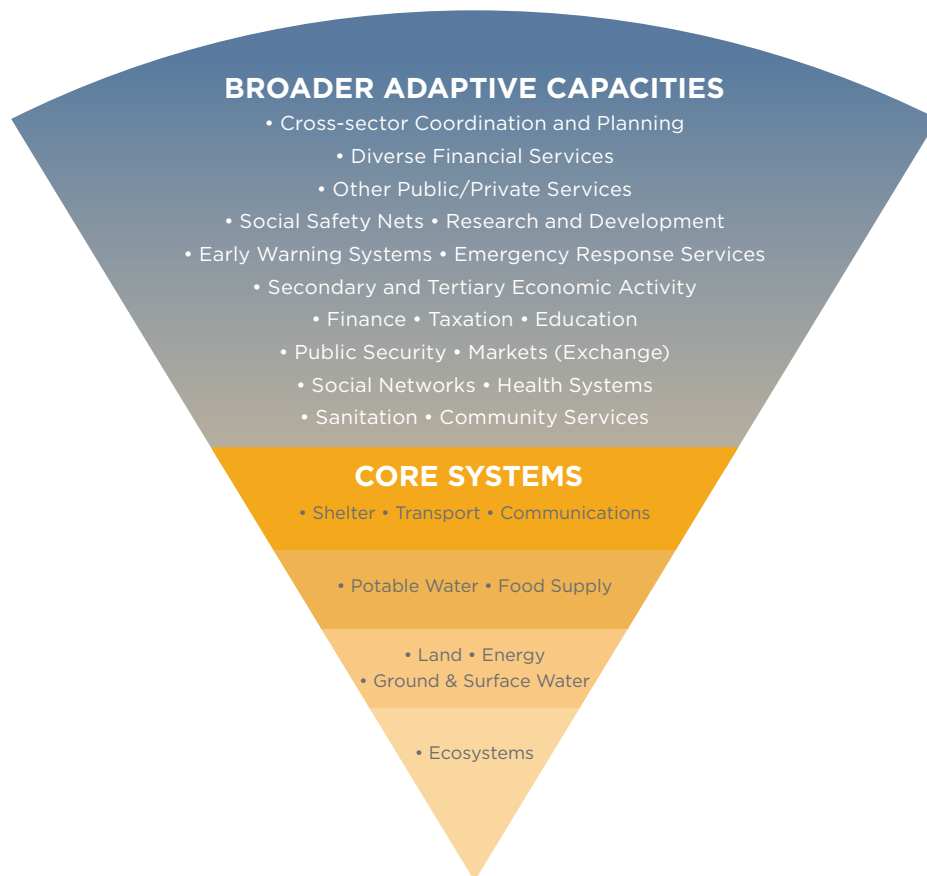 BROADER ADAPTIVE CAPACITIES
• Cross-sector Coordination and Planning
• Diverse Financial Services
• Other Public/Private Services
• Social Safety Nets • Research and Development
• Early Warning Systems • Emergency Response Services
• Secondary and Tertiary Economic Activity
• Finance • Taxation • Education
• Public Security • Markets (Exchange)
• Social Networks • Health Systems
• Sanitation • Community Services
CORE SYSTEMS
• Shelter • Transport • Communications
• Potable Water • Food Supply
• Land • Energy
• Ground & Surface Water
• Ecosystems